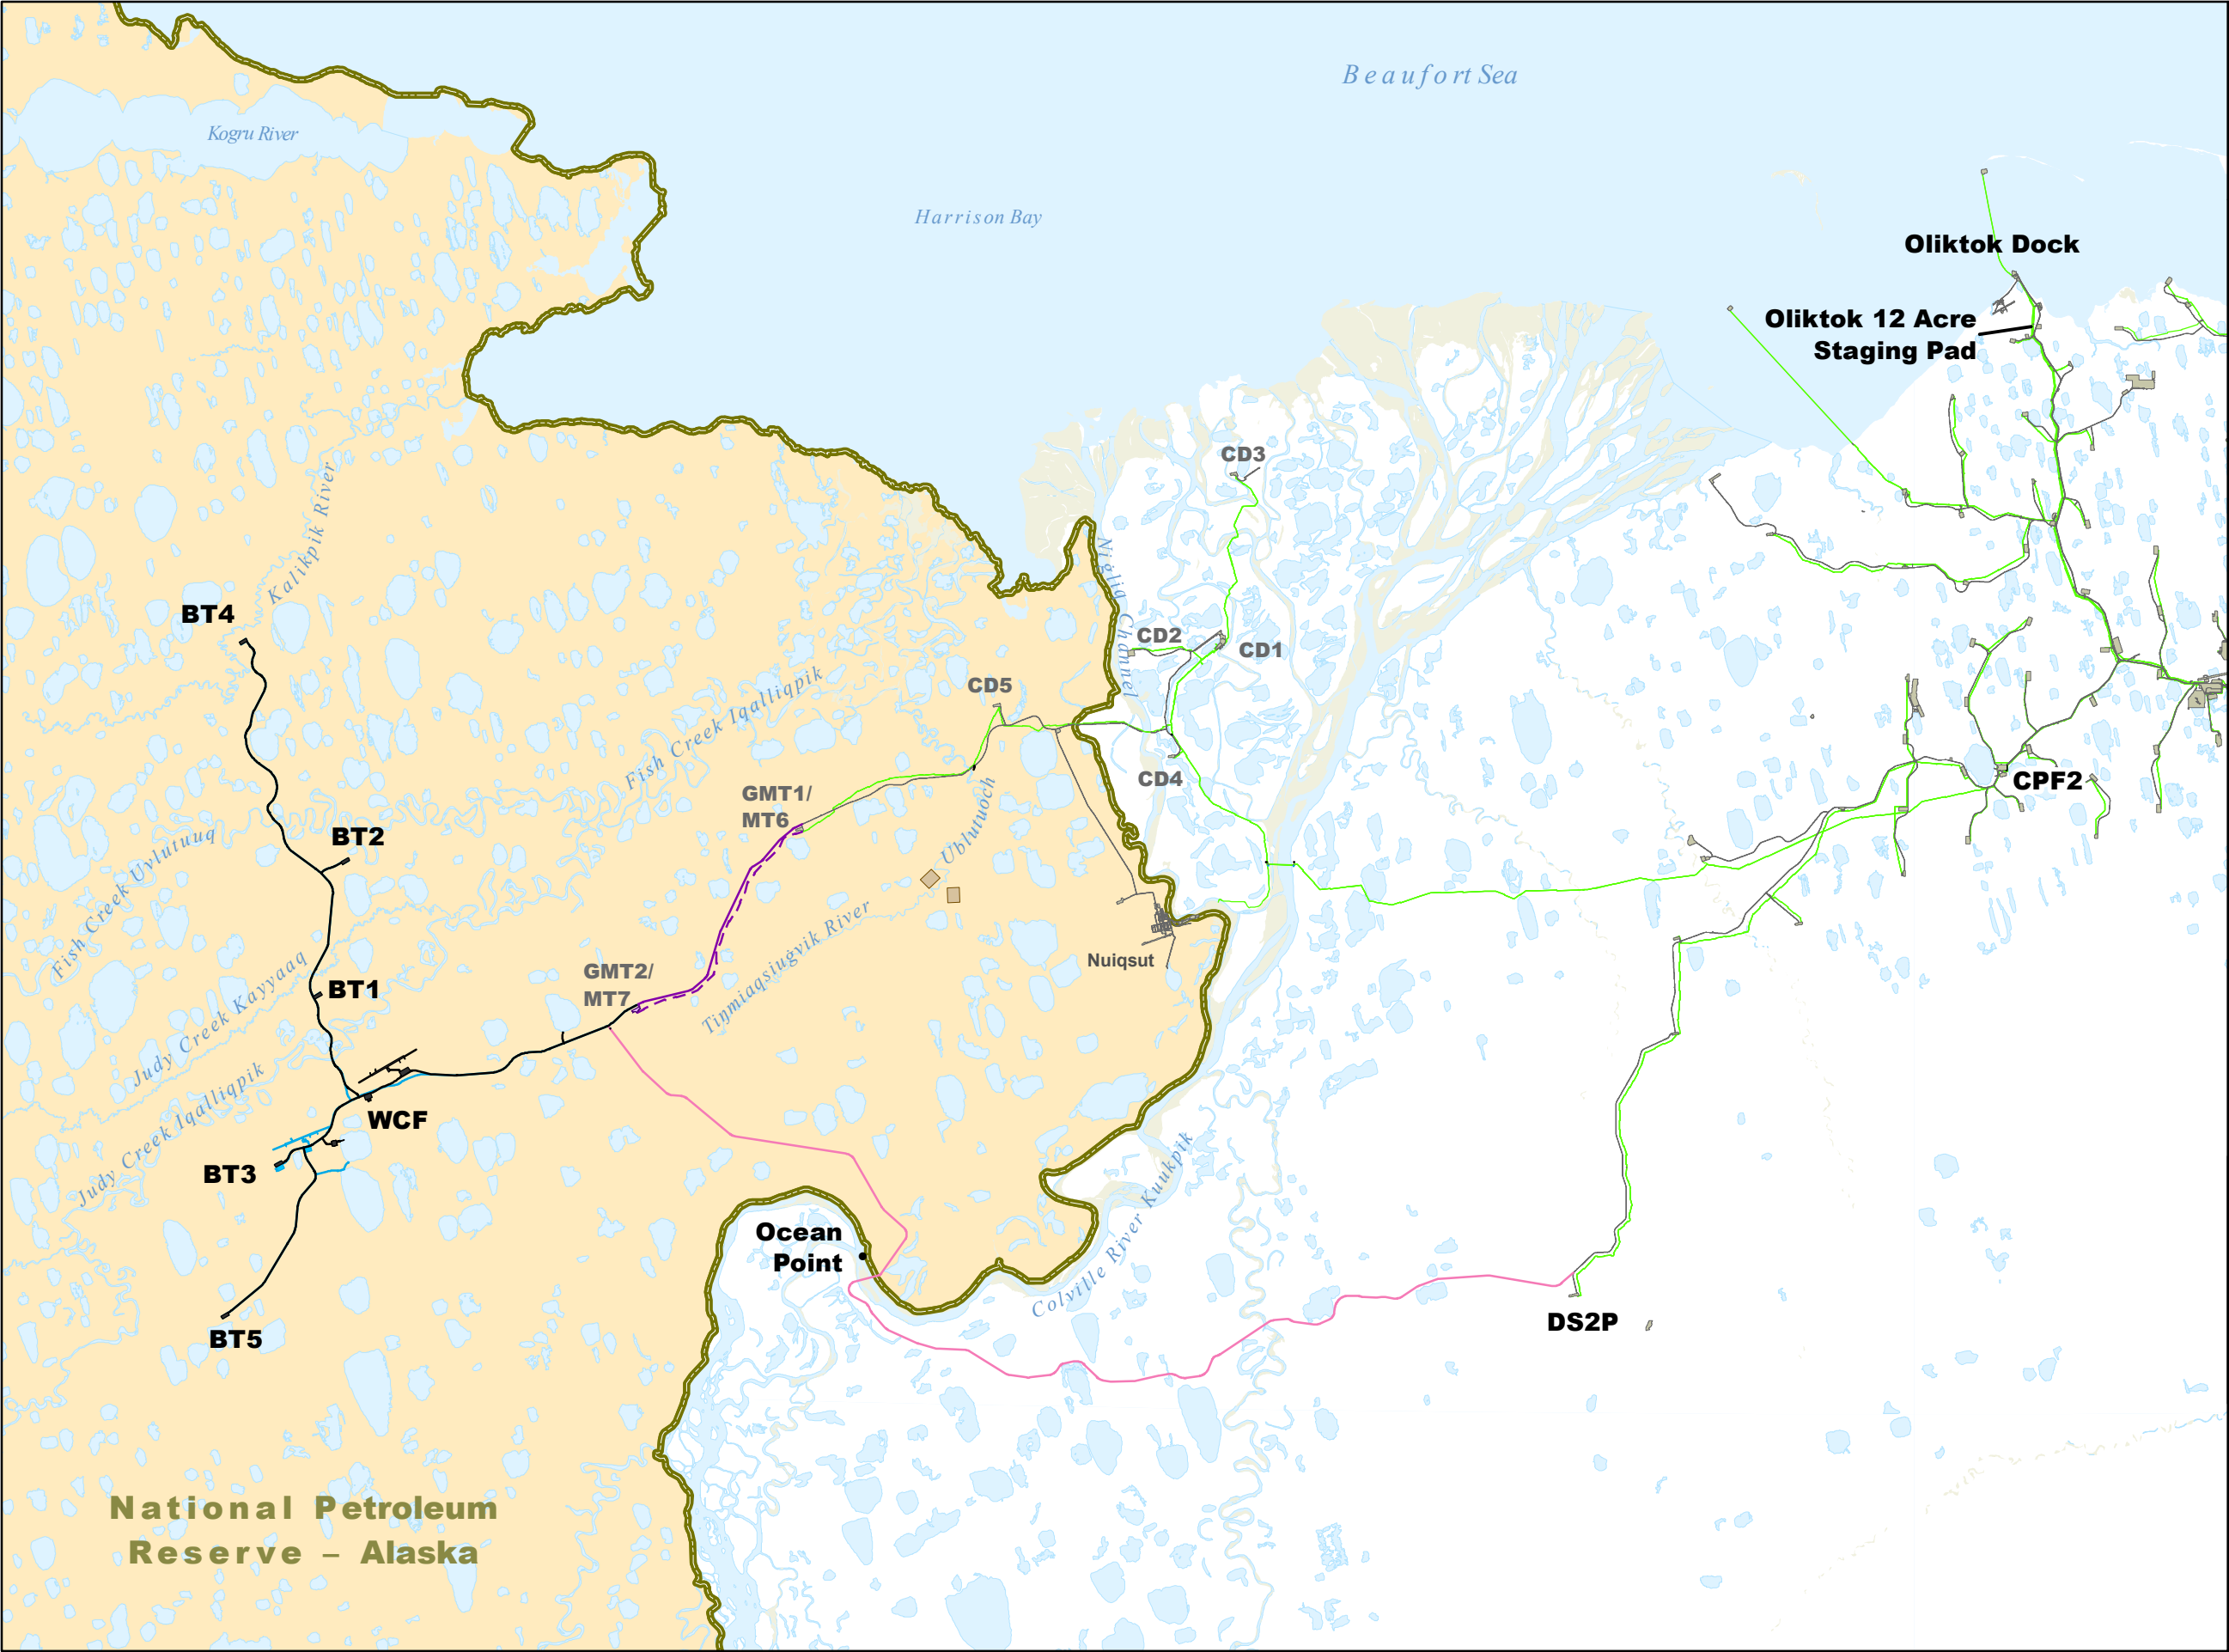 Beaufort Sea
Kogru River
Harrison Bay
Oliktok Dock
Oliktok 12 Acre
Staging Pad
CD3
Kalikpik River
Nigliq Channel
BT4
CD2
CD1
CD5
Fish Creek Iqalliqpik
CD4
CPF2
GMT1/
MT6
Ublutuoch
BT2
Fish Creek Uvlutuuq
Tiŋmiaqsiuġvik River
Nuiqsut
GMT2/
MT7
BT1
Judy Creek Kayyaaq
Judy Creek Iqalliqpik
WCF
BT3
Colville River Kuukpik
Ocean
Point
DS2P
BT5
National Petroleum
Reserve – Alaska